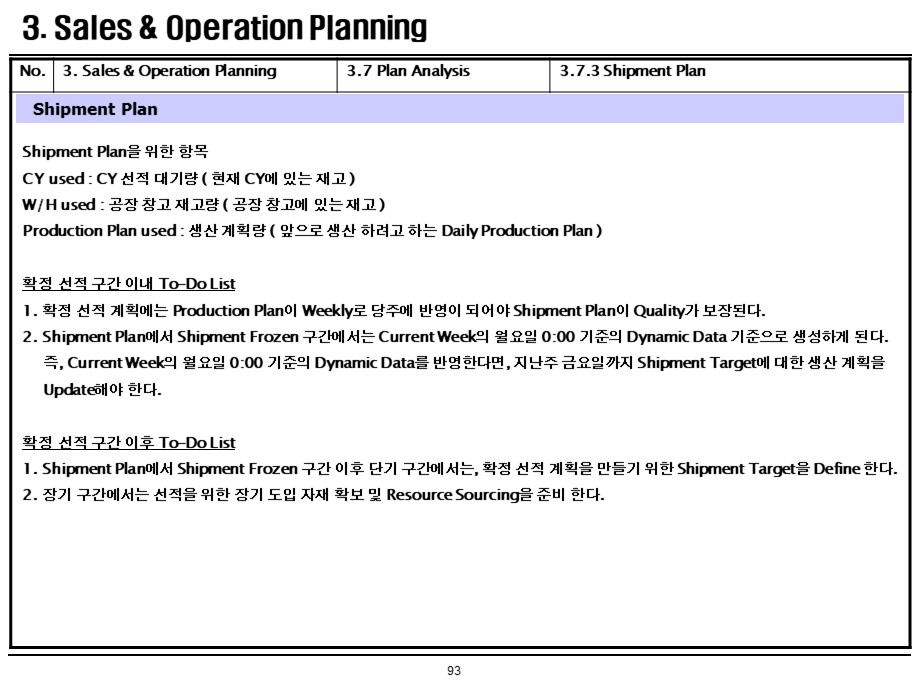 3. Sales & Operation Planning
No. 3. Sales & Operation Planning 3.7 Plan Analysis 3.7.3 Shipment Plan
Shipment Plan
Shipment Plan을 위한 항목
CY used : CY 선적 대기량 ( 현재 CY에 있는 재고 )
W/H used : 공장 창고 재고량 ( 공장 창고에 있는 재고 )
Production Plan used : 생산 계획량 ( 앞으로 생산 하려고 하는 Daily Production Plan )
확정 선적 구간 이내 To-Do List
1. 확정 선적 계획에는 Production Plan이 Weekly로 당주에 반영이 되어야 Shipment Plan이 Quality가 보장된다.
2. Shipment Plan에서 Shipment Frozen 구간에서는 Current Week의 월요일 0:00 기준의 Dynamic Data 기준으로 생성하게 된다.
즉, Current Week의 월요일 0:00 기준의 Dynamic Data를 반영한다면, 지난주 금요일까지 Shipment Target에 대한 생산 계획을
Update해야 한다.
확정 선적 구간 이후 To-Do List
1. Shipment Plan에서 Shipment Frozen 구간 이후 단기 구간에서는, 확정 선적 계획을 만들기 위한 Shipment Target을 Define 한다.
2. 장기 구간에서는 선적을 위한 장기 도입 자재 확보 및 Resource Sourcing을 준비 한다.
93